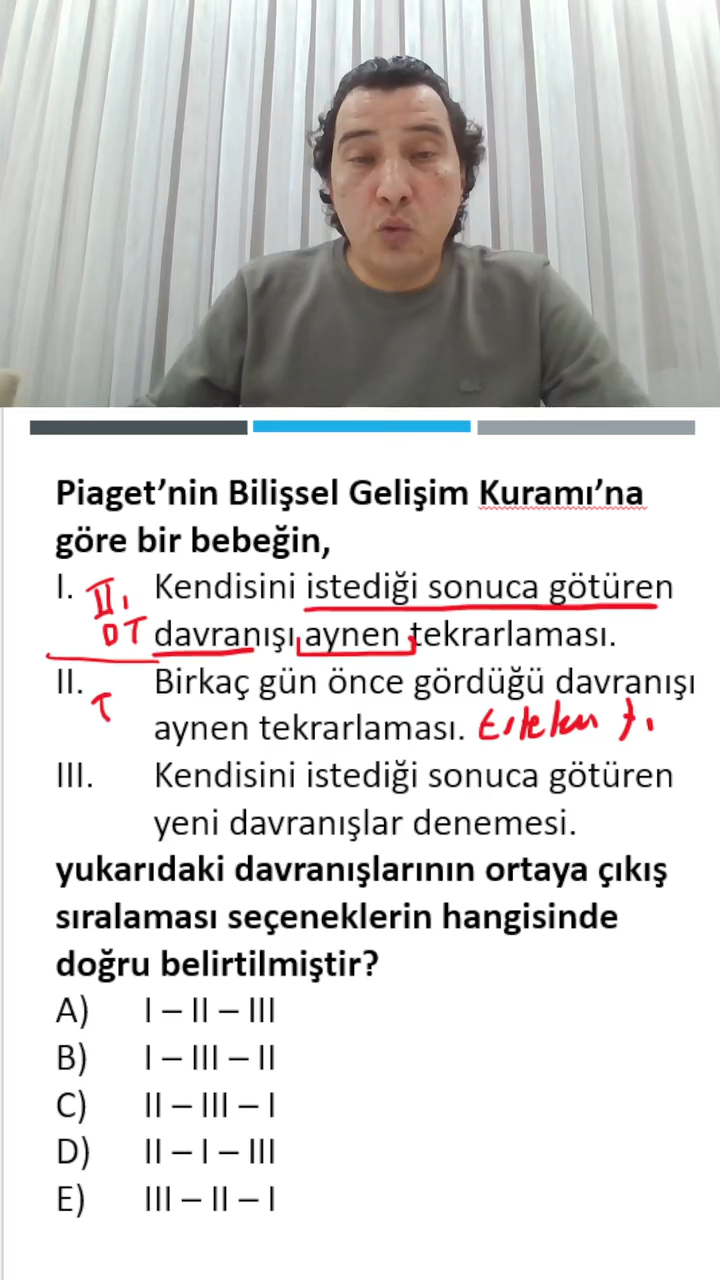 Piaget’nin Bilişsel Gelişim Kuramı’na
göre bir bebeğin,
I. II. Kendisini istediği sonuca götüren
DT davranışı aynen tekrarlaması.
II. Birkaç gün önce gördüğü davranışı
T aynen tekrarlaması.
III. Kendisini istediği sonuca götüren
yeni davranışlar denemesi.
yukarıdaki davranışlarının ortaya çıkış
sıralaması seçeneklerin hangisinde
doğru belirtilmiştir?
A) I – II – III
B) I – III – II
C) II – III – I
D) II – I – III
E) III – II – I